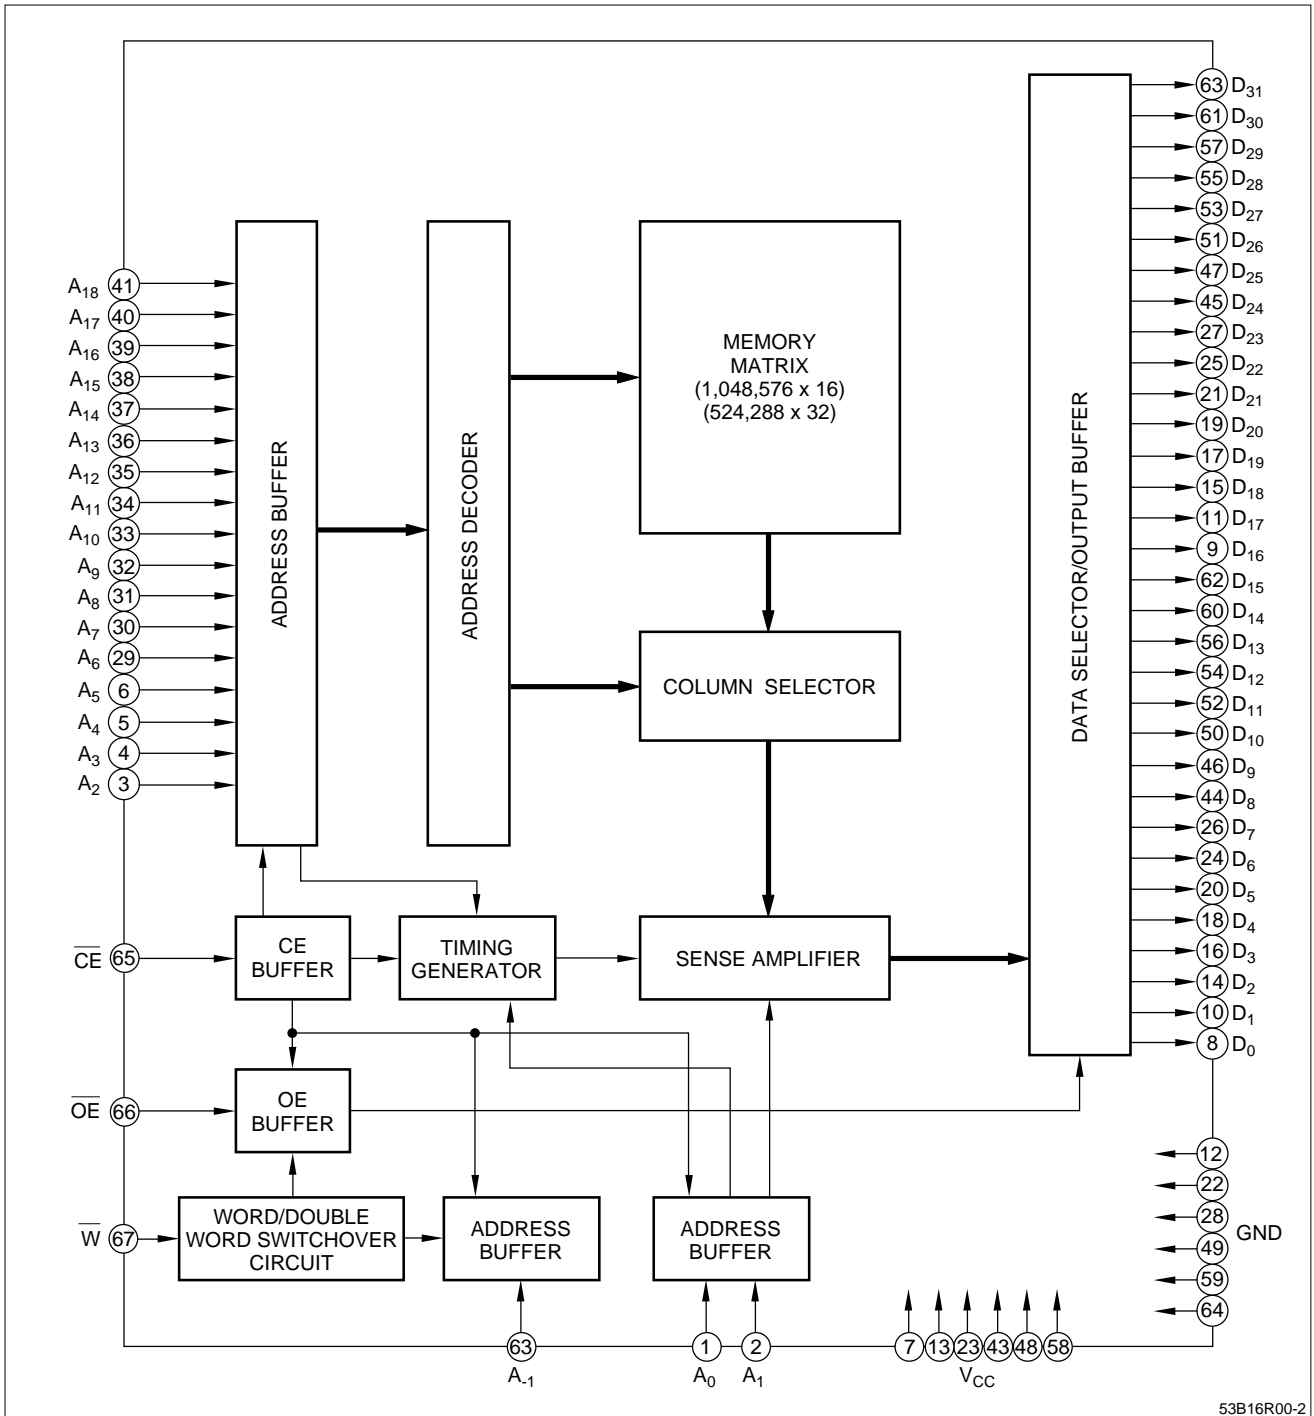 63 D31
61 D30
57 D29
55 D28
53 D27
51 D26
47 D25
45 D24
27 D23
25 D22
21 D21
19 D20
17 D19
15 D18
11 D17
9 D16
62 D15
60 D14
56 D13
54 D12
52 D11
50 D10
46 D9
44 D8
26 D7
24 D6
20 D5
18 D4
16 D3
14 D2
10 D1
8 D0
A18 41
A17 40
A16 39
A15 38
A14 37
A13 36
A12 35
A11 34
A10 33
A9 32
A8 31
A7 30
A6 29
A5 6
A4 5
A3 4
A2 3
ADDRESS BUFFER
ADDRESS DECODER
MEMORY
MATRIX
(1,048,576 x 16)
(524,288 x 32)
COLUMN SELECTOR
DATA SELECTOR/OUTPUT BUFFER
C̅E̅ 65
CE
BUFFER
TIMING
GENERATOR
SENSE AMPLIFIER
O̅E̅ 66
OE
BUFFER
W̅ 67
WORD/DOUBLE
WORD SWITCHOVER
CIRCUIT
ADDRESS
BUFFER
ADDRESS
BUFFER
12
22
28
GND
49
59
64
63
A-1
1
A0
2
A1
7 13 23 43 48 58
VCC
53B16R00-2